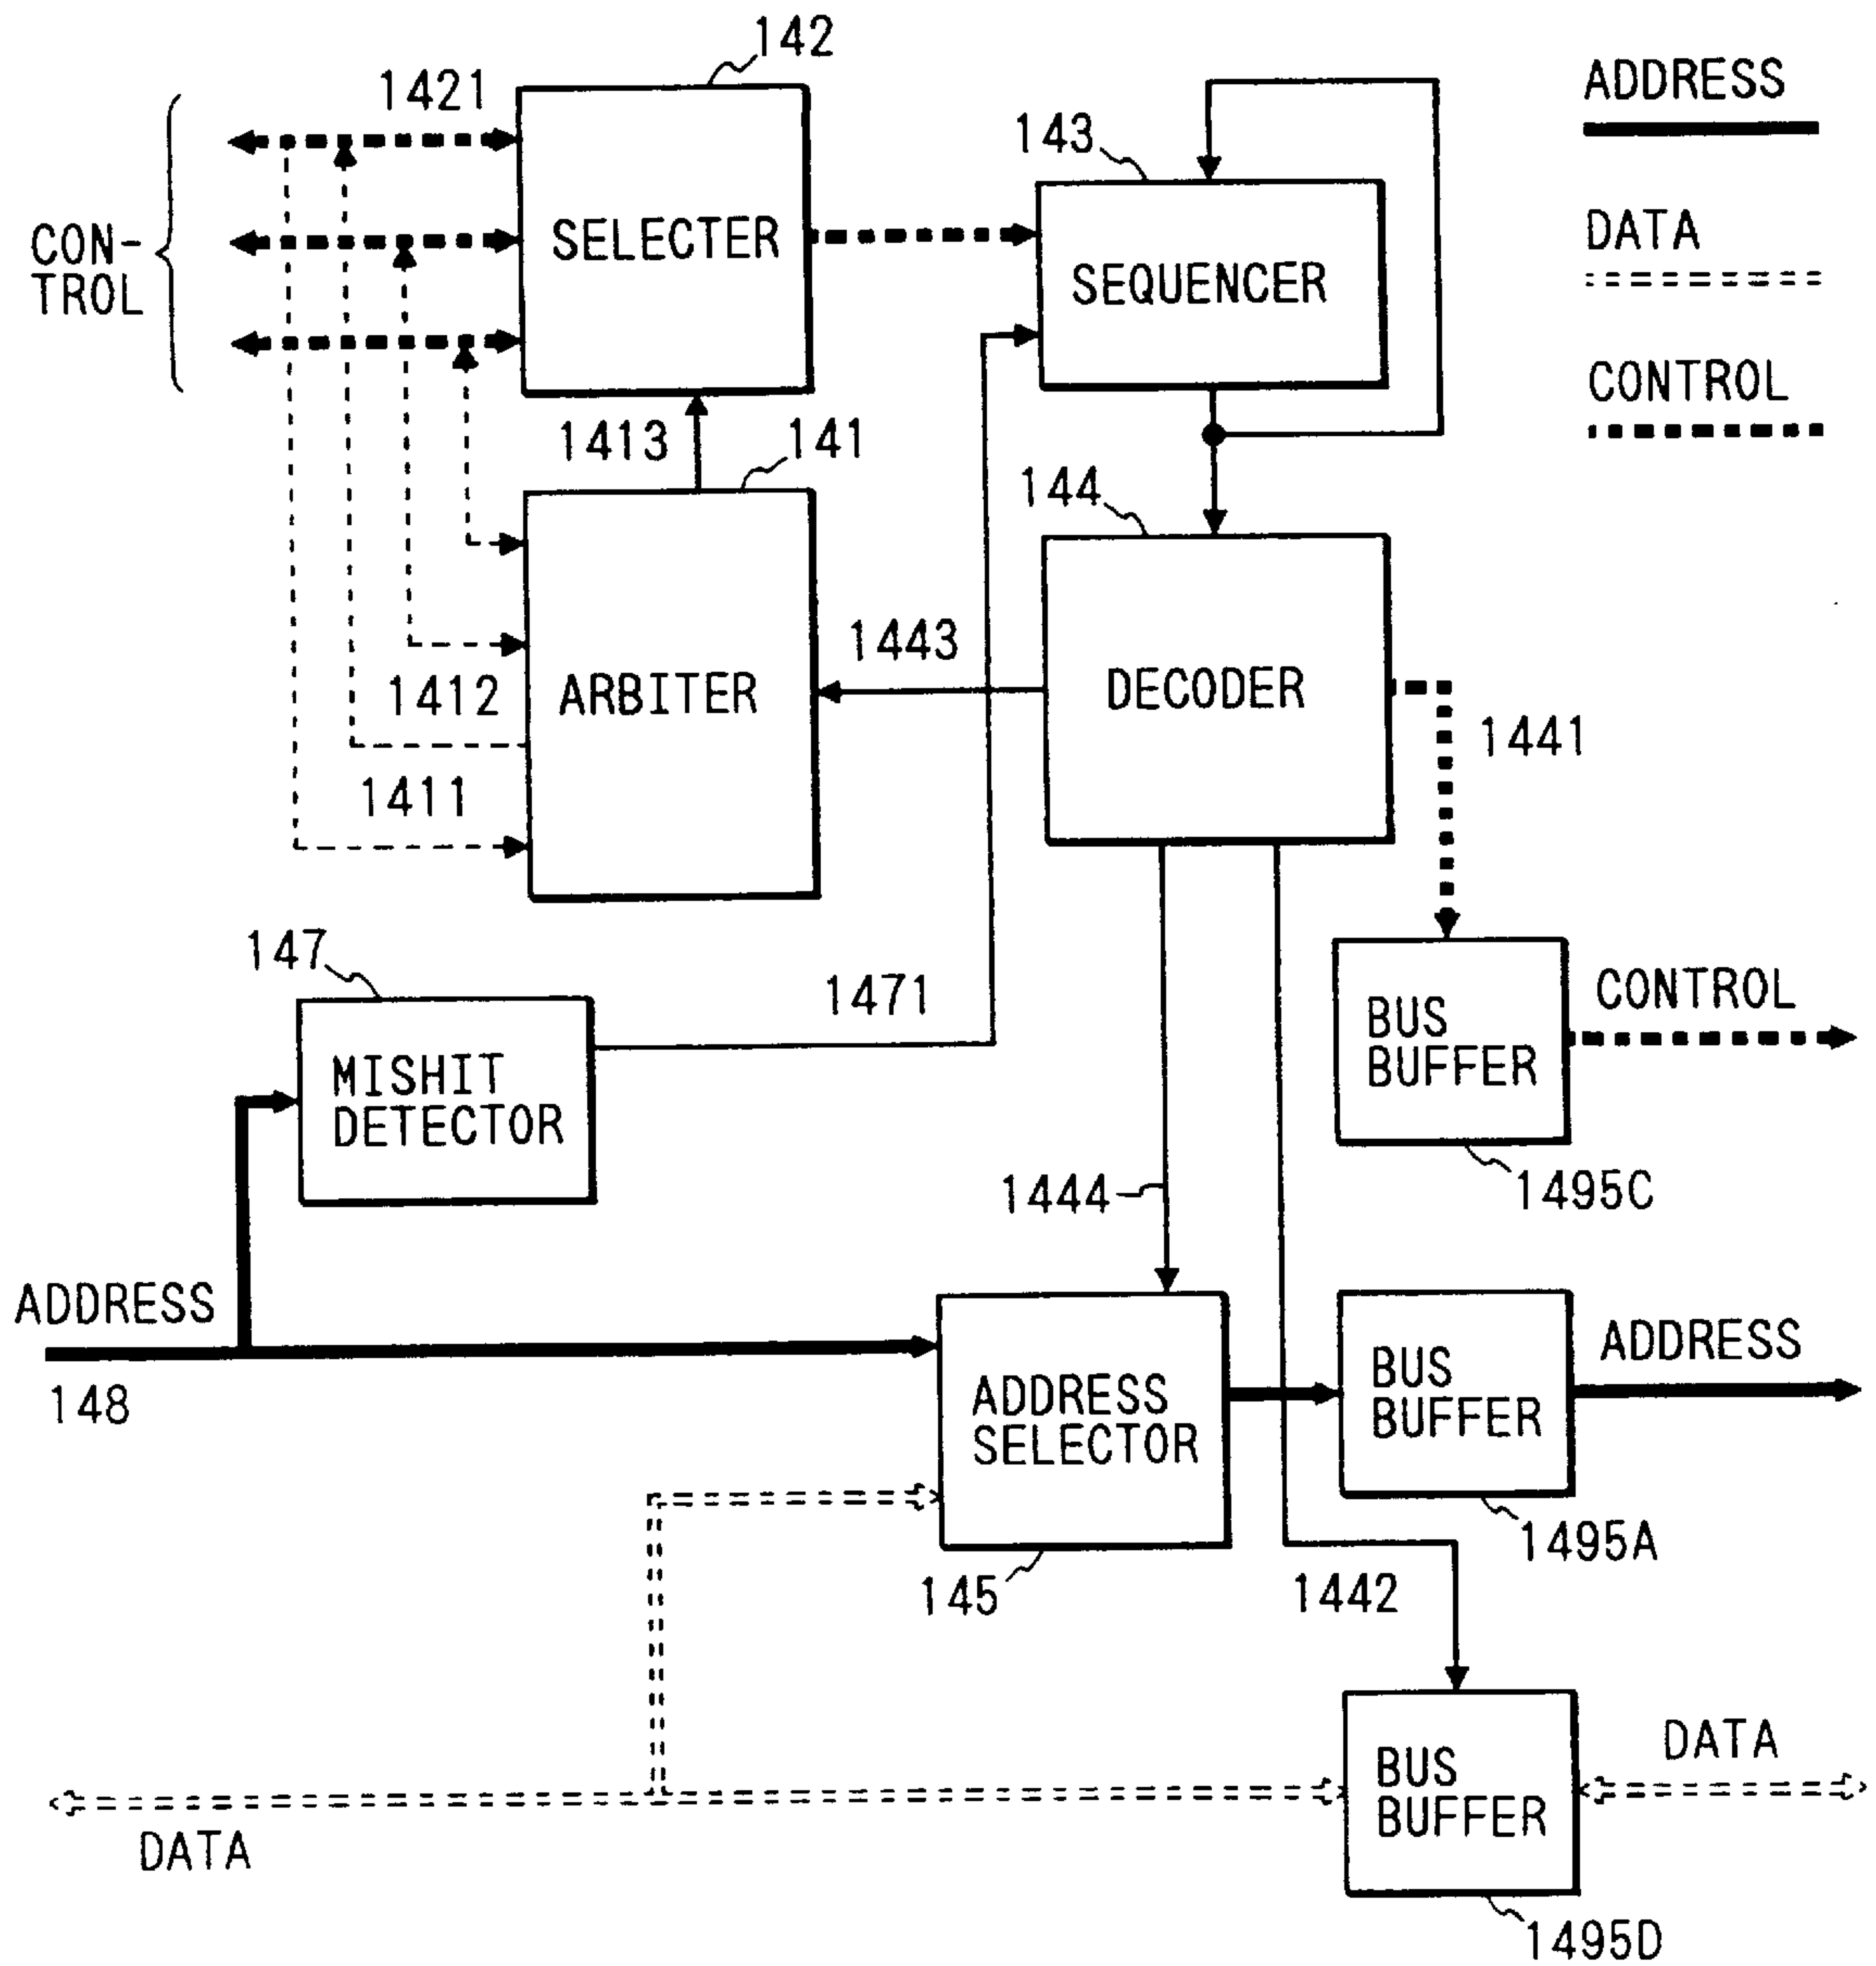 142
1421
ADDRESS
143
CON-
TROL
SELECTER
DATA
SEQUENCER
CONTROL
1413
141
144
1443
1412
ARBITER
DECODER
1441
1411
147
1471
CONTROL
BUS
BUFFER
MISHIT
DETECTOR
1444
1495C
ADDRESS
ADDRESS
148
ADDRESS
SELECTOR
BUS
BUFFER
1495A
145
1442
DATA
BUS
BUFFER
DATA
1495D